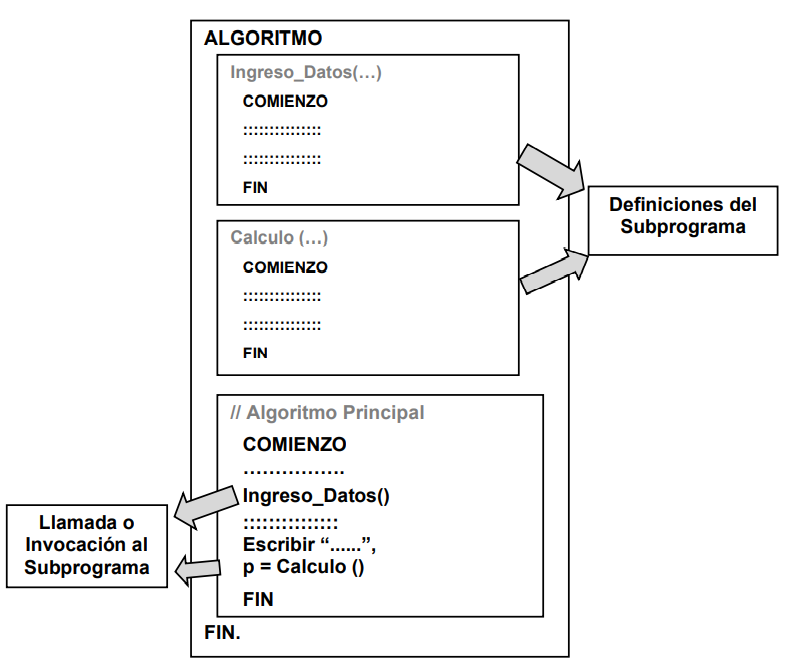 ALGORITMO
Ingreso_Datos(…)
COMIENZO
:::::::::::::::
:::::::::::::::
FIN
Definiciones del
Subprograma
Calculo (…)
COMIENZO
:::::::::::::::
:::::::::::::::
FIN
// Algoritmo Principal
COMIENZO
…………….
Ingreso_Datos()
:::::::::::::::
Escribir “......”,
p = Calculo ()
FIN
Llamada o
Invocación al
Subprograma
FIN.